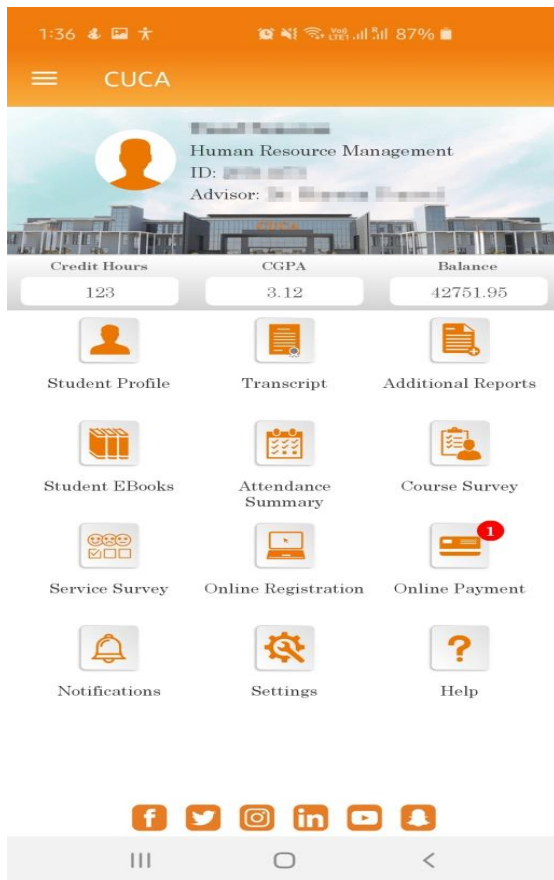 1:36
87%
CUCA
Human Resource Management
ID:
Advisor:
CUCA
Credit Hours
CGPA
Balance
123
3.12
42751.95
Student Profile
Transcript
Additional Reports
Student EBooks
Attendance
Summary
Course Survey
1
Service Survey
Online Registration
Online Payment
Notifications
Settings
Help